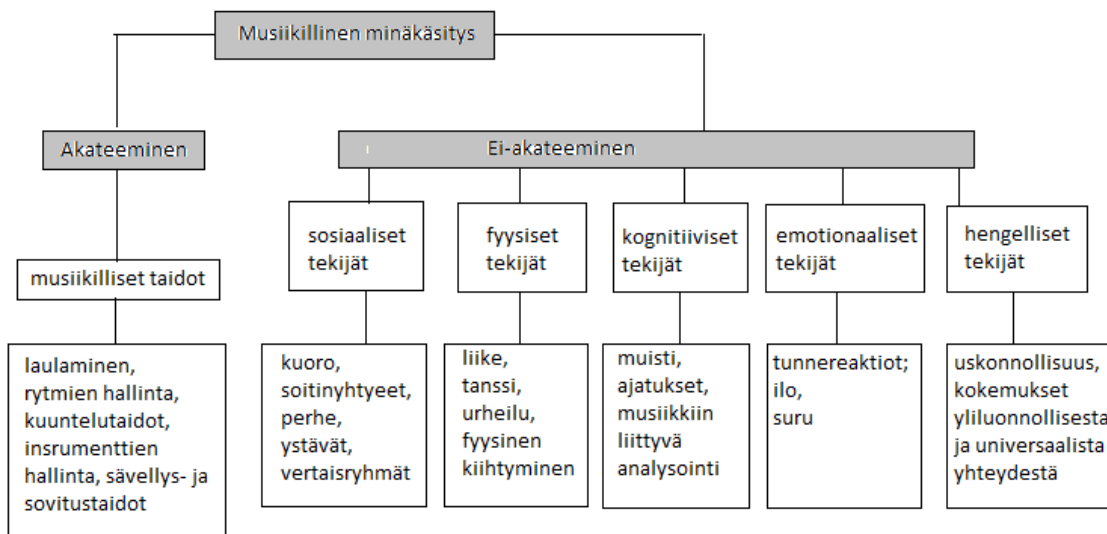 Musiikillinen minäkäsitys
Akateeminen
Ei-akateeminen
musiikilliset taidot
sosiaaliset
tekijät
fyysiset
tekijät
kognitiiviset
tekijät
emotionaaliset
tekijät
hengelliset
tekijät
laulaminen,
rytmien hallinta,
kuuntelutaidot,
insrumenttien
hallinta, sävellys- ja
sovitustaidot
kuoro,
soitinyhtyeet,
perhe,
ystävät,
vertaisryhmät
liike,
tanssi,
urheilu,
fyysinen
kiihtyminen
muisti,
ajatukset,
musiikkiin
liittyvä
analysointi
tunnereaktiot;
ilo,
suru
uskonnollisuus,
kokemukset
yliluonnollisesta
ja universaalista
yhteydestä